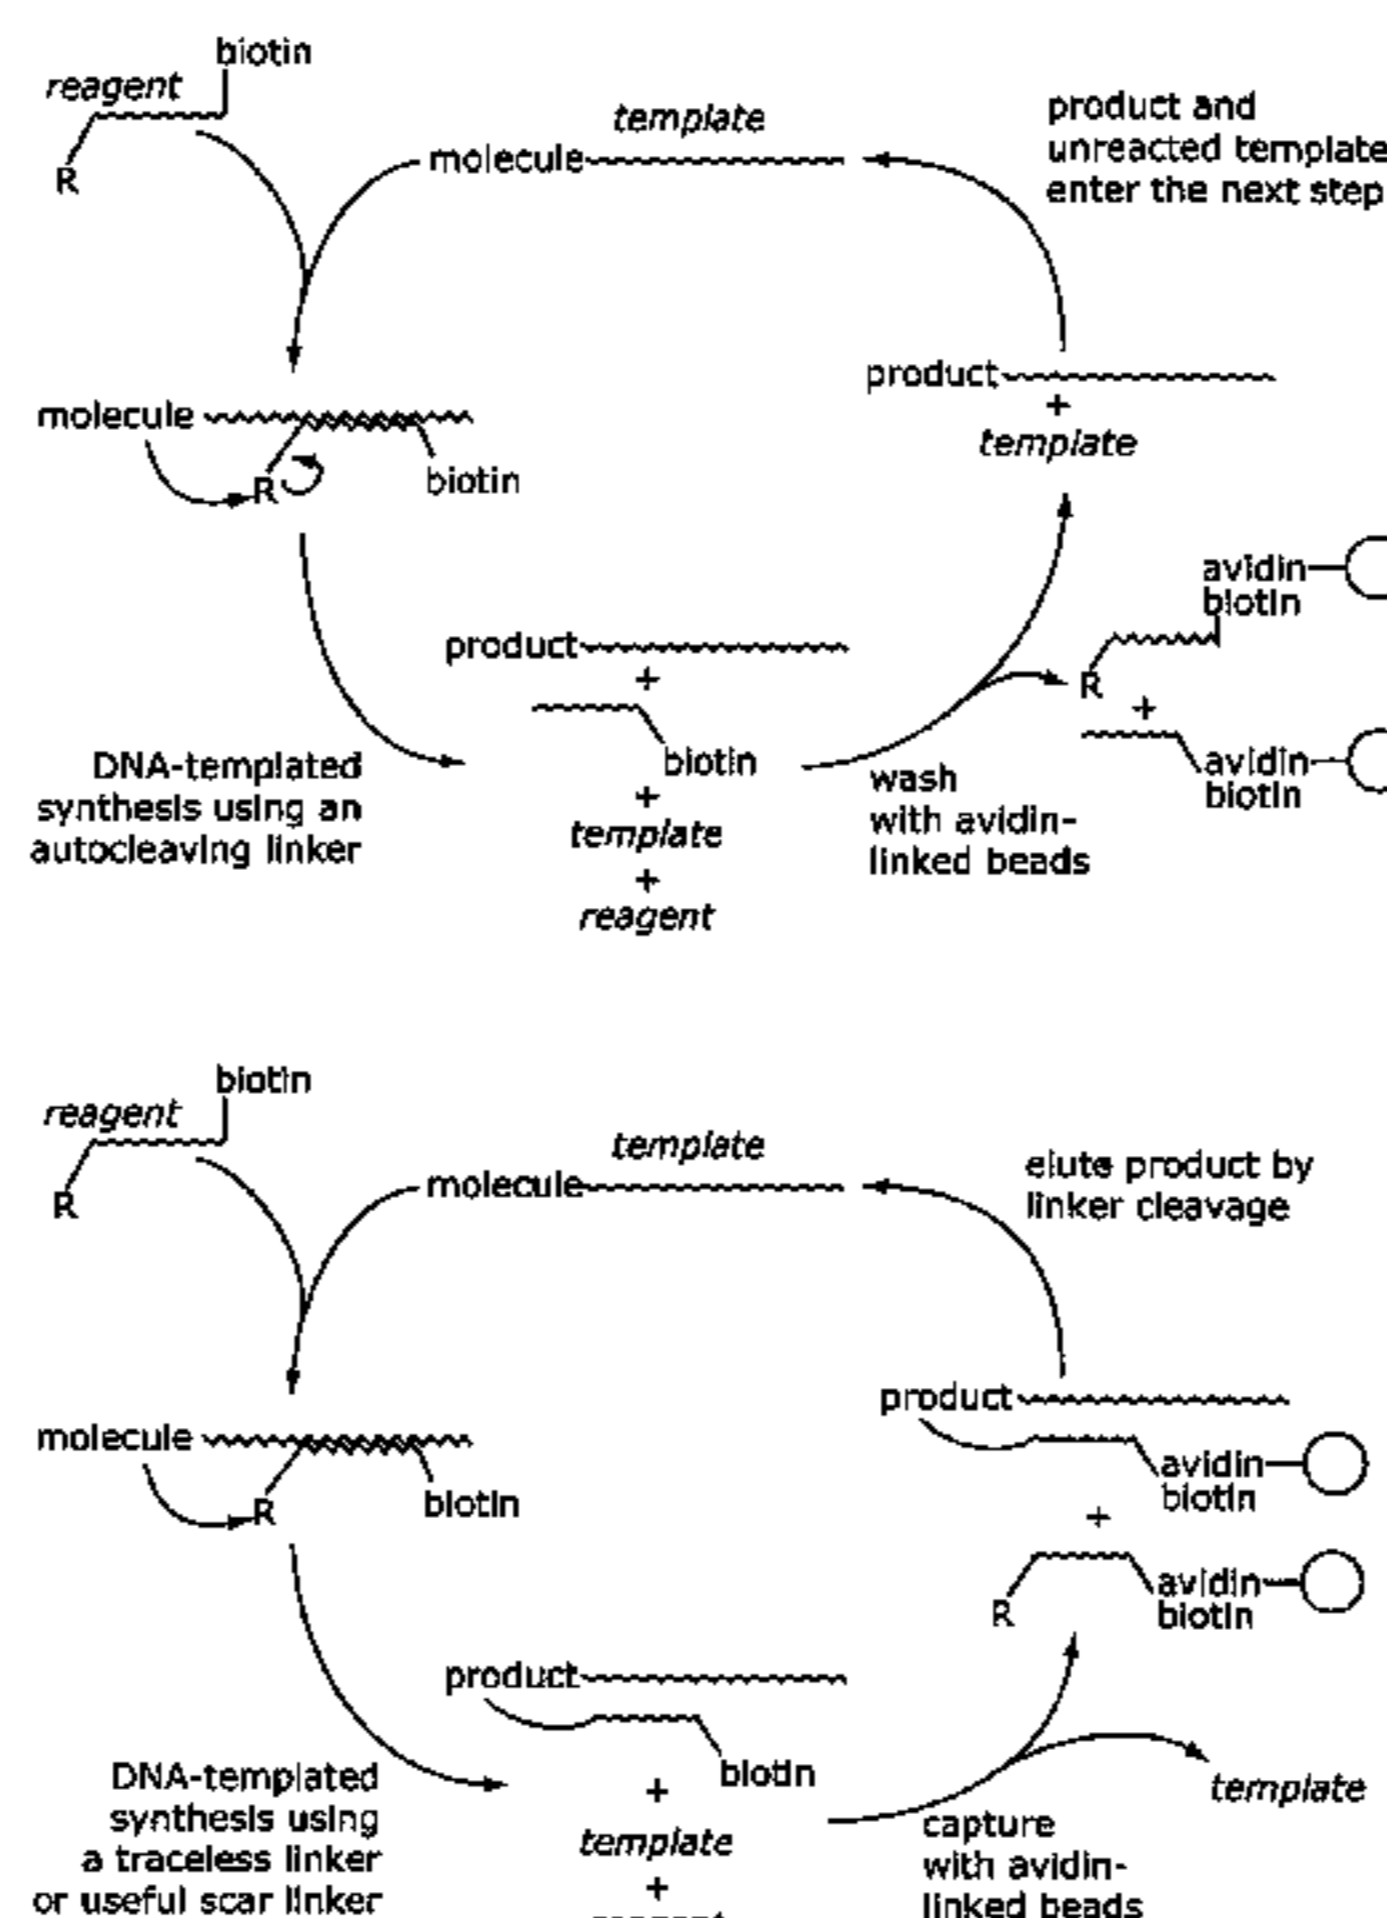 biotin
reagent
R
template
molecule
product and
unreacted template
enter the next step
molecule
R
biotin
product
+
template
avidin
biotin
R
+
avidin
biotin
product
+
biotin
+
template
+
reagent
DNA-templated
synthesis using an
autocleaving linker
wash
with avidin-
linked beads
biotin
reagent
R
template
molecule
elute product by
linker cleavage
molecule
R
biotin
product
avidin
biotin
+
R
avidin
biotin
product
biotin
+
template
+
template
DNA-templated
synthesis using
a traceless linker
or useful scar linker
capture
with avidin-
linked beads